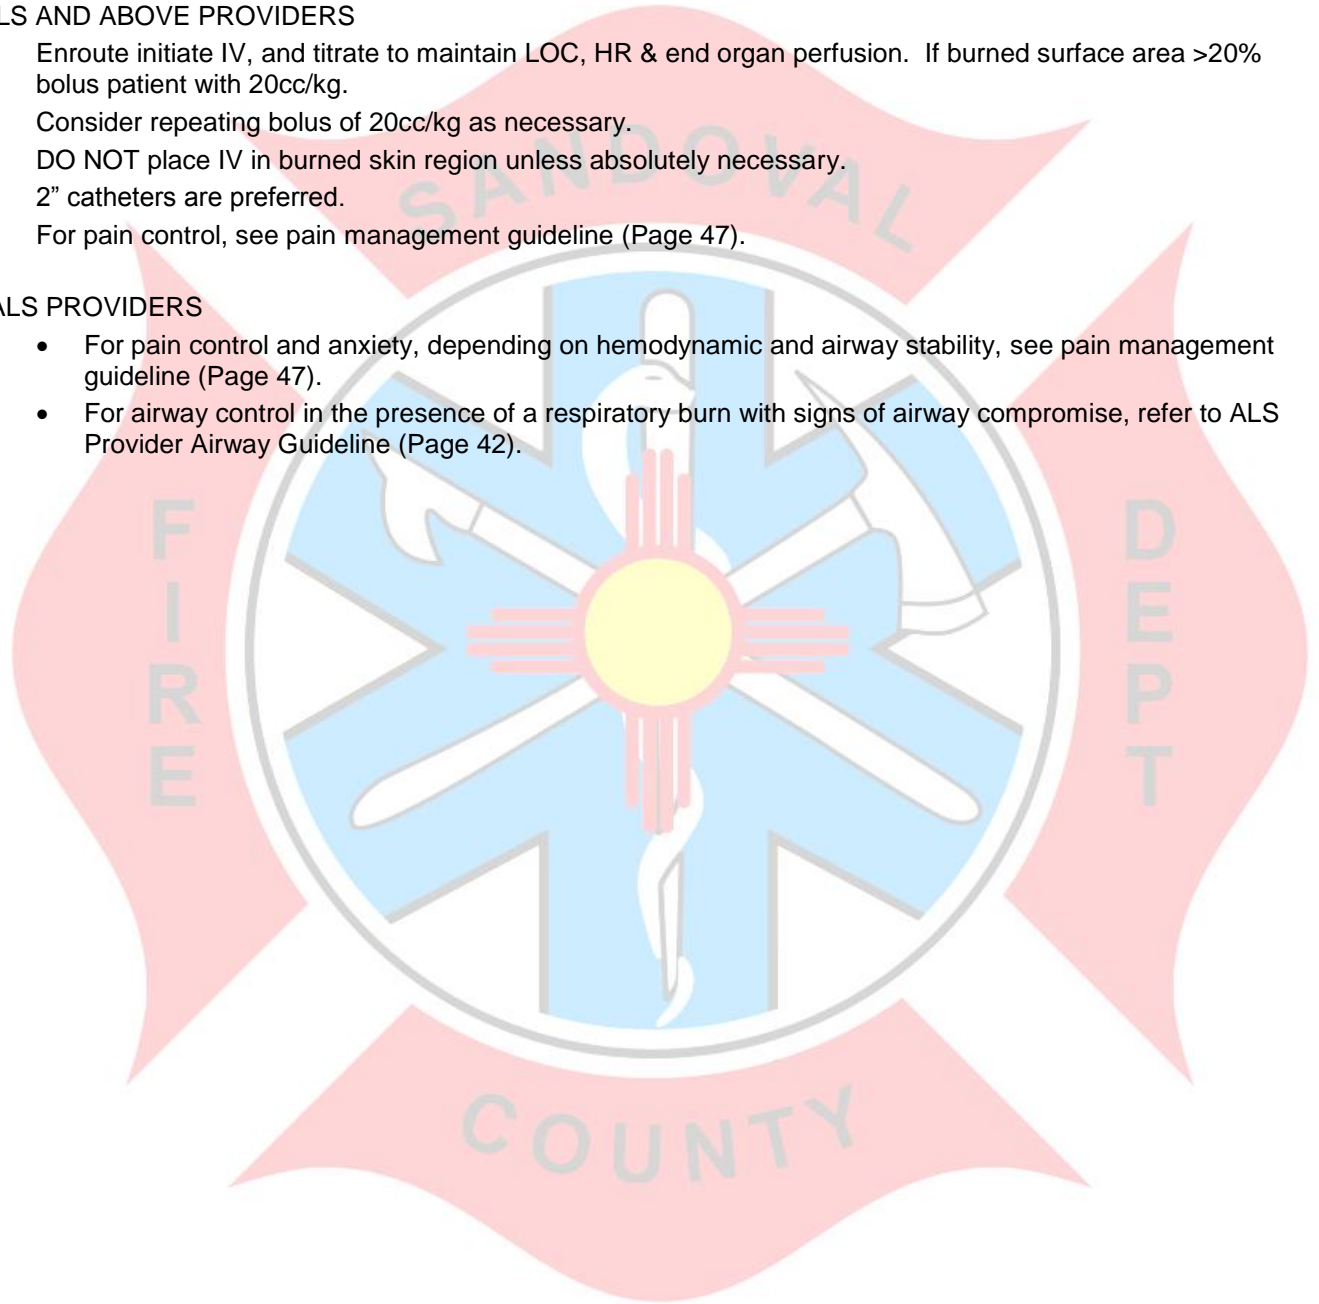 LS AND ABOVE PROVIDERS
Enroute initiate IV, and titrate to maintain LOC, HR & end organ perfusion.  If burned surface area >20%
bolus patient with 20cc/kg.
Consider repeating bolus of 20cc/kg as necessary.
DO NOT place IV in burned skin region unless absolutely necessary.
2” catheters are preferred.
For pain control, see pain management guideline (Page 47).
ALS PROVIDERS
• For pain control and anxiety, depending on hemodynamic and airway stability, see pain management
guideline (Page 47).
• For airway control in the presence of a respiratory burn with signs of airway compromise, refer to ALS
Provider Airway Guideline (Page 42).
SANDOVAL
FIRE
DEPT
COUNTY